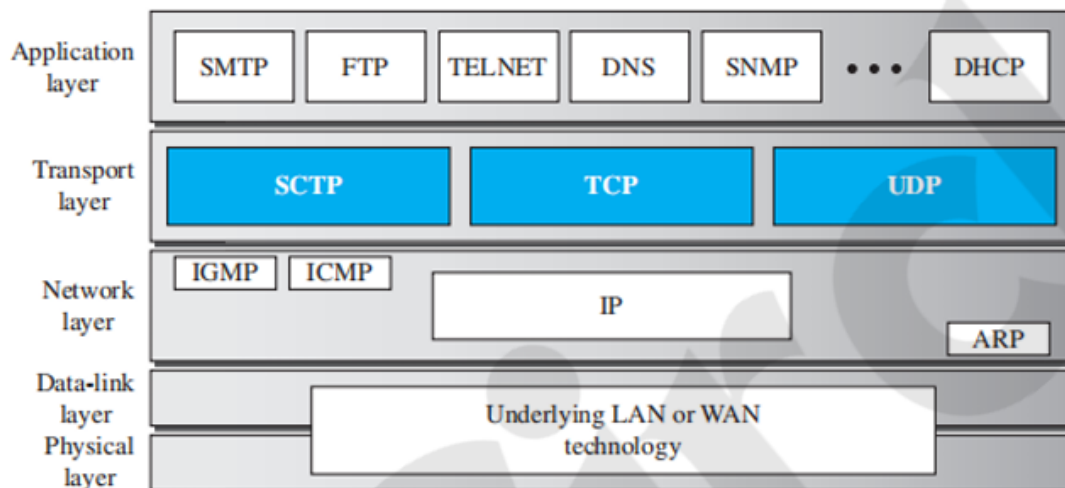 Application
layer
SMTP
FTP
TELNET
DNS
SNMP
• • •
DHCP
Transport
layer
SCTP
TCP
UDP
Network
layer
IGMP
ICMP
IP
ARP
Data-link
layer
Underlying LAN or WAN
technology
Physical
layer